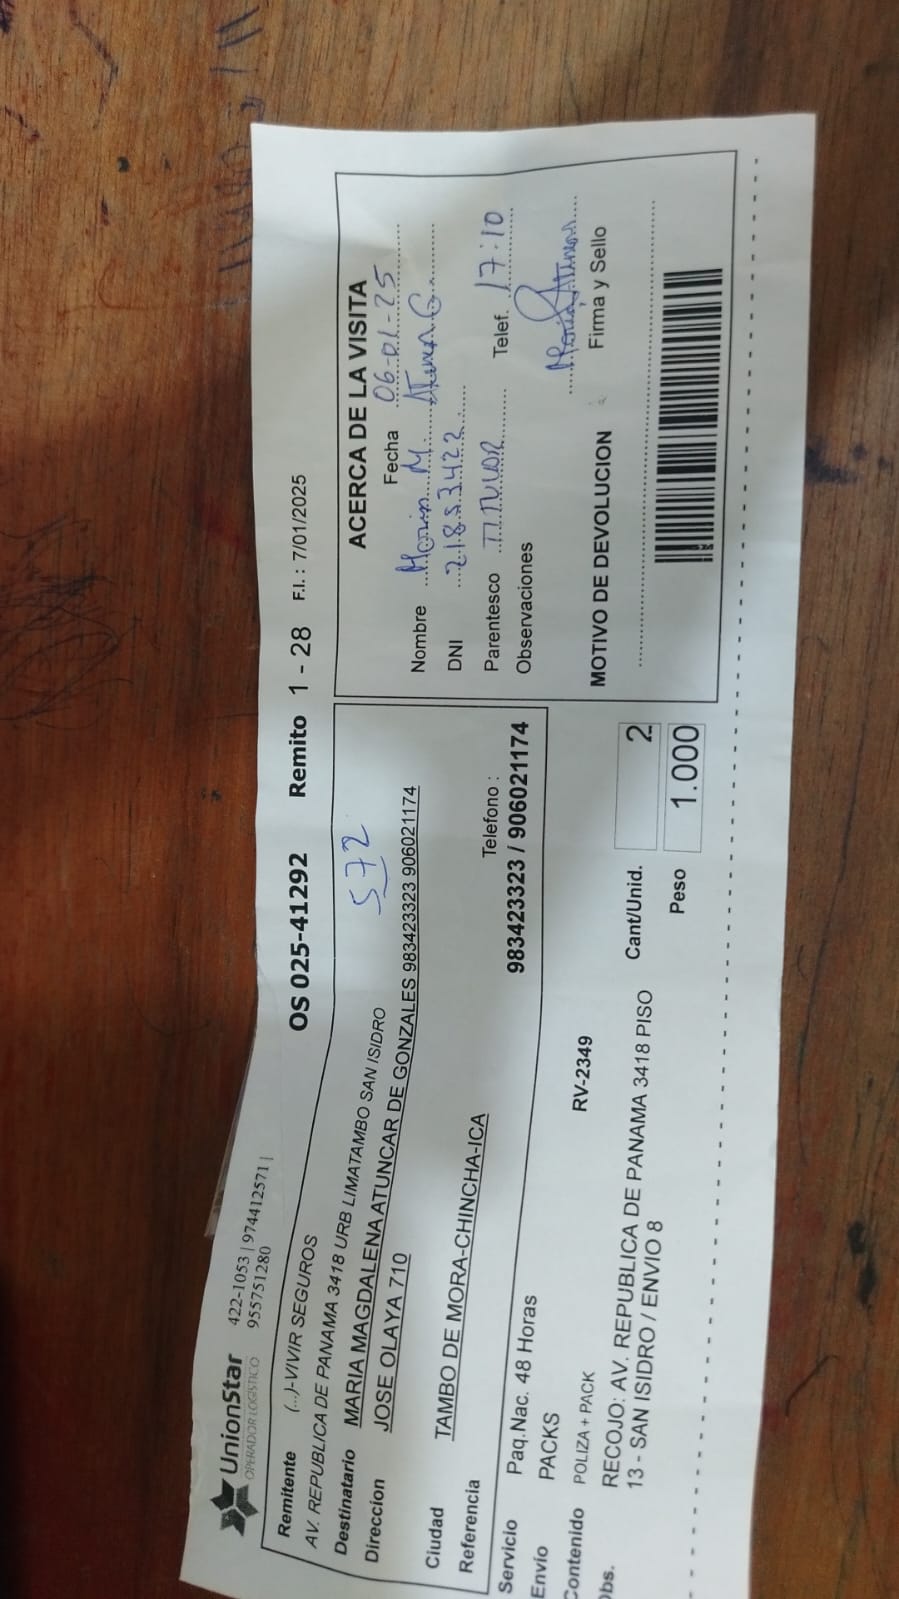 UnionStar
OPERADOR LOGÍSTICO
422-1053 | 974412571 |
955751280
OS 025-41292 Remito 1 - 28 F.I.: 7/01/2025
Remitente (...)-VIVIR SEGUROS
AV. REPUBLICA DE PANAMA 3418 URB LIMATAMBO SAN ISIDRO
572
Destinatario MARIA MAGDALENA ATUNCAR DE GONZALES 983423323 906021174
Direccion JOSE OLAYA 710
Ciudad TAMBO DE MORA-CHINCHA-ICA
Referencia
Telefono :
983423323 / 906021174
Servicio Paq.Nac. 48 Horas
Envío PACKS
RV-2349
Contenido POLIZA + PACK
Obs. RECOJO: AV. REPUBLICA DE PANAMA 3418 PISO
13 - SAN ISIDRO / ENVIO 8
Cant/Unid. 2
Peso 1.000
ACERCA DE LA VISITA
Fecha 06-01-25
Nombre Maria M. Atuncar G
DNI 21853422
Parentesco TITULAR Telef. 17:10
Observaciones
Firma y Sello
MOTIVO DE DEVOLUCION